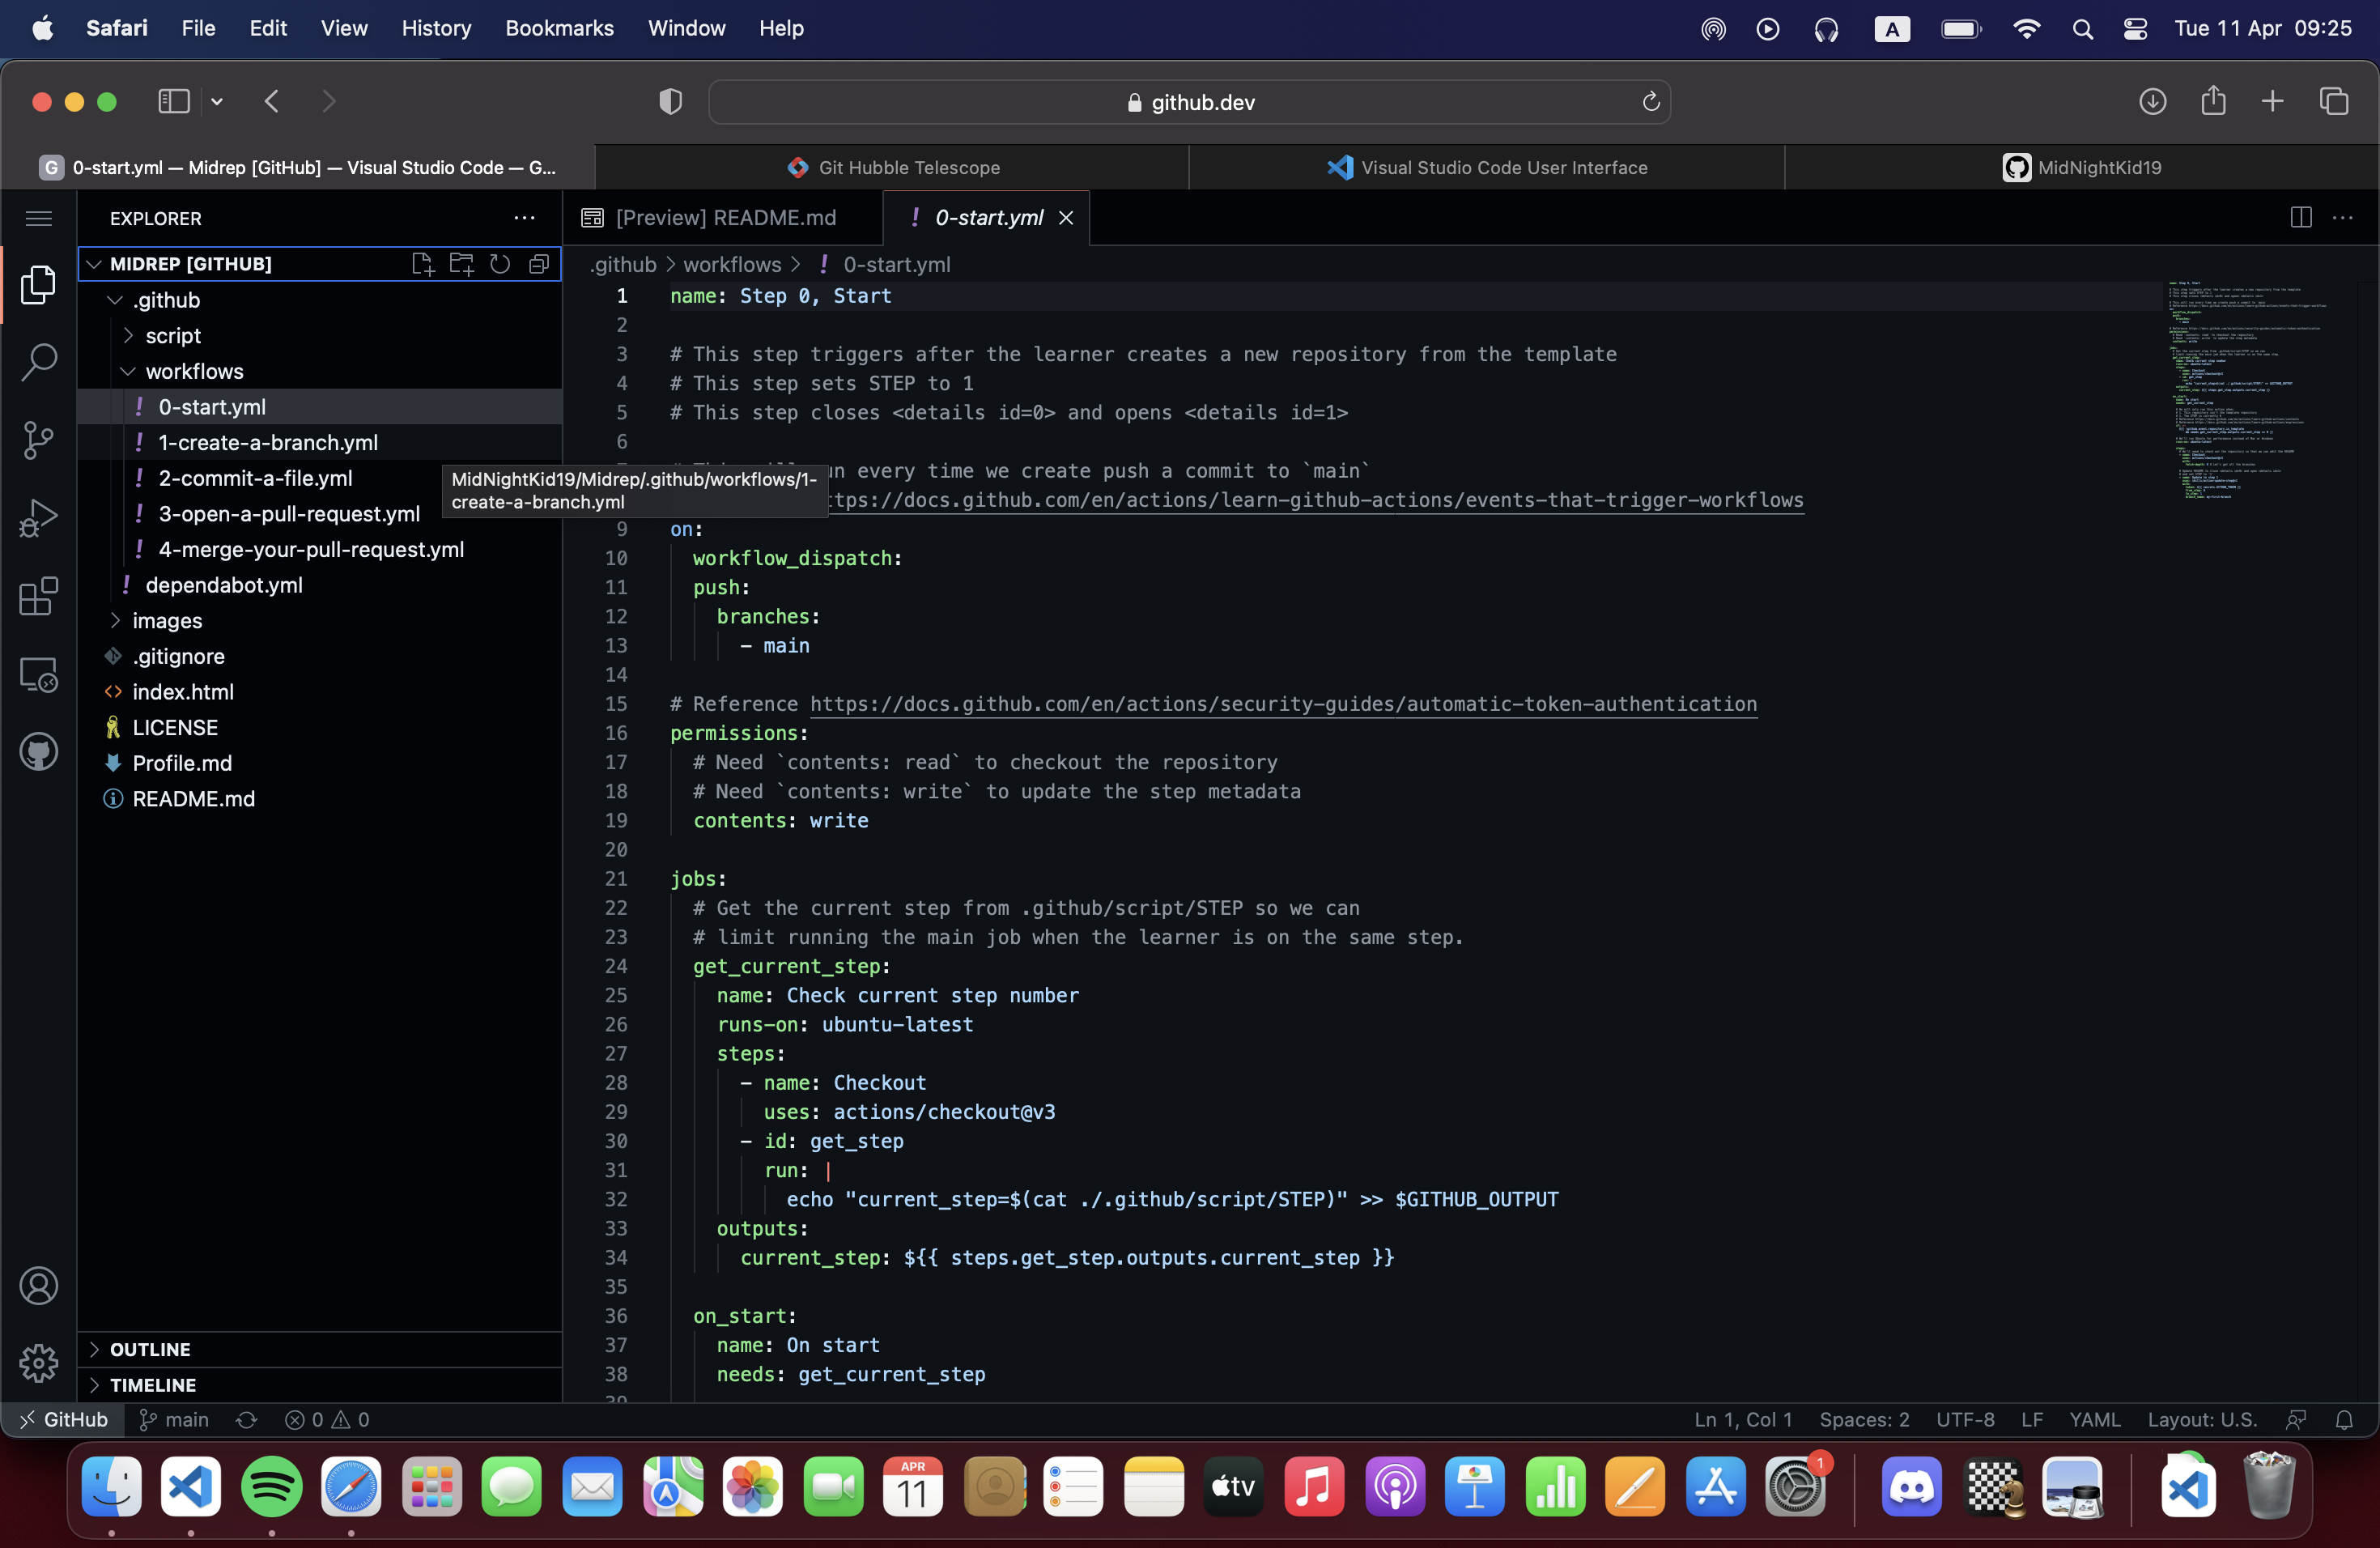 Safari File Edit View History Bookmarks Window Help A Tue 11 Apr 09:25
github.dev
G 0-start.yml — Midrep [GitHub] — Visual Studio Code — G... Git Hubble Telescope Visual Studio Code User Interface MidNightKid19
EXPLORER
[Preview] README.md ! 0-start.yml
MIDREP [GITHUB]
.github
script
workflows
! 0-start.yml
! 1-create-a-branch.yml
! 2-commit-a-file.yml
! 3-open-a-pull-request.yml
! 4-merge-your-pull-request.yml
! dependabot.yml
images
.gitignore
index.html
LICENSE
Profile.md
README.md
OUTLINE
TIMELINE
MidNightKid19/Midrep/.github/workflows/1-
create-a-branch.yml
.github > workflows > ! 0-start.yml
1 name: Step 0, Start
2
3 # This step triggers after the learner creates a new repository from the template
4 # This step sets STEP to 1
5 # This step closes <details id=0> and opens <details id=1>
6
un every time we create push a commit to `main`
ttps://docs.github.com/en/actions/learn-github-actions/events-that-trigger-workflows
9 on:
10 workflow_dispatch:
11 push:
12 branches:
13 - main
14
15 # Reference https://docs.github.com/en/actions/security-guides/automatic-token-authentication
16 permissions:
17 # Need `contents: read` to checkout the repository
18 # Need `contents: write` to update the step metadata
19 contents: write
20
21 jobs:
22 # Get the current step from .github/script/STEP so we can
23 # limit running the main job when the learner is on the same step.
24 get_current_step:
25 name: Check current step number
26 runs-on: ubuntu-latest
27 steps:
28 - name: Checkout
29 uses: actions/checkout@v3
30 - id: get_step
31 run: |
32 echo "current_step=$(cat ./.github/script/STEP)" >> $GITHUB_OUTPUT
33 outputs:
34 current_step: ${{ steps.get_step.outputs.current_step }}
35
36 on_start:
37 name: On start
38 needs: get_current_step
GitHub main 0 0 Ln 1, Col 1 Spaces: 2 UTF-8 LF YAML Layout: U.S.
APR
11
tv
1